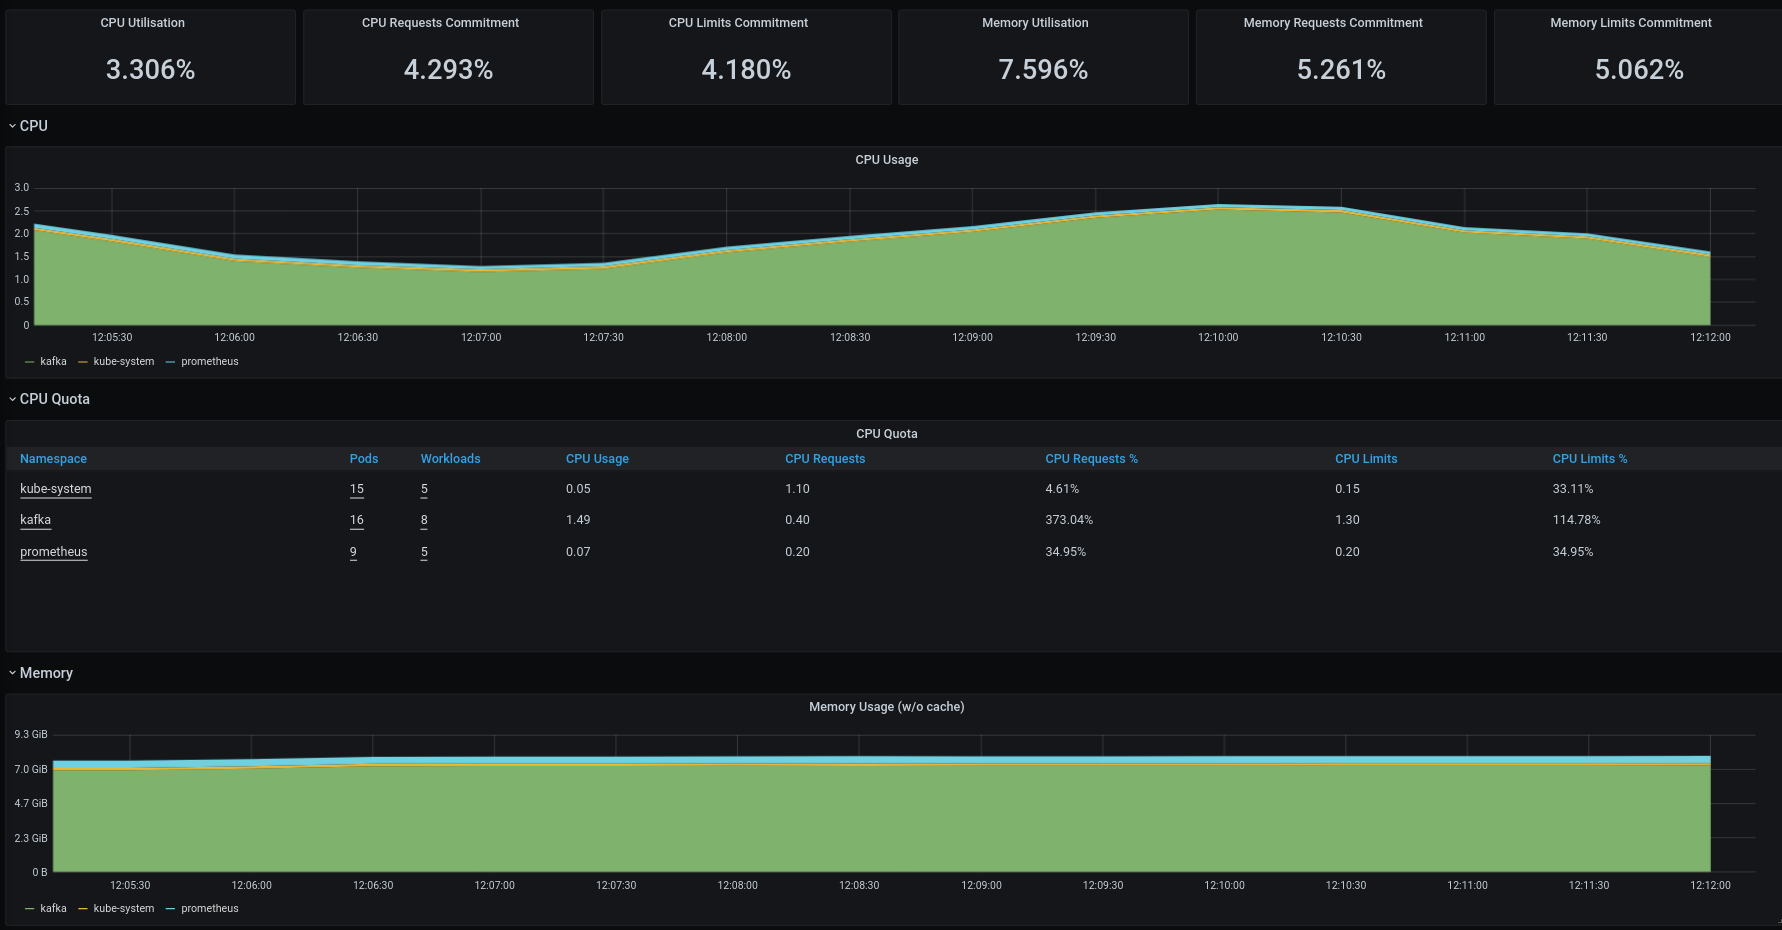 CPU Utilisation CPU Requests Commitment CPU Limits Commitment Memory Utilisation Memory Requests Commitment Memory Limits Commitment
3.306% 4.293% 4.180% 7.596% 5.261% 5.062%
CPU
CPU Usage
3.0
2.5
2.0
1.5
1.0
0.5
0
12:05:30 12:06:00 12:06:30 12:07:00 12:07:30 12:08:00 12:08:30 12:09:00 12:09:30 12:10:00 12:10:30 12:11:00 12:11:30 12:12:00
kafka kube-system prometheus
CPU Quota
CPU Quota
Namespace Pods Workloads CPU Usage CPU Requests CPU Requests % CPU Limits CPU Limits %
kube-system 15 5 0.05 1.10 4.61% 0.15 33.11%
kafka 16 8 1.49 0.40 373.04% 1.30 114.78%
prometheus 9 5 0.07 0.20 34.95% 0.20 34.95%
Memory
Memory Usage (w/o cache)
9.3 GiB
7.0 GiB
4.7 GiB
2.3 GiB
0 B
12:05:30 12:06:00 12:06:30 12:07:00 12:07:30 12:08:00 12:08:30 12:09:00 12:09:30 12:10:00 12:10:30 12:11:00 12:11:30 12:12:00
kafka kube-system prometheus